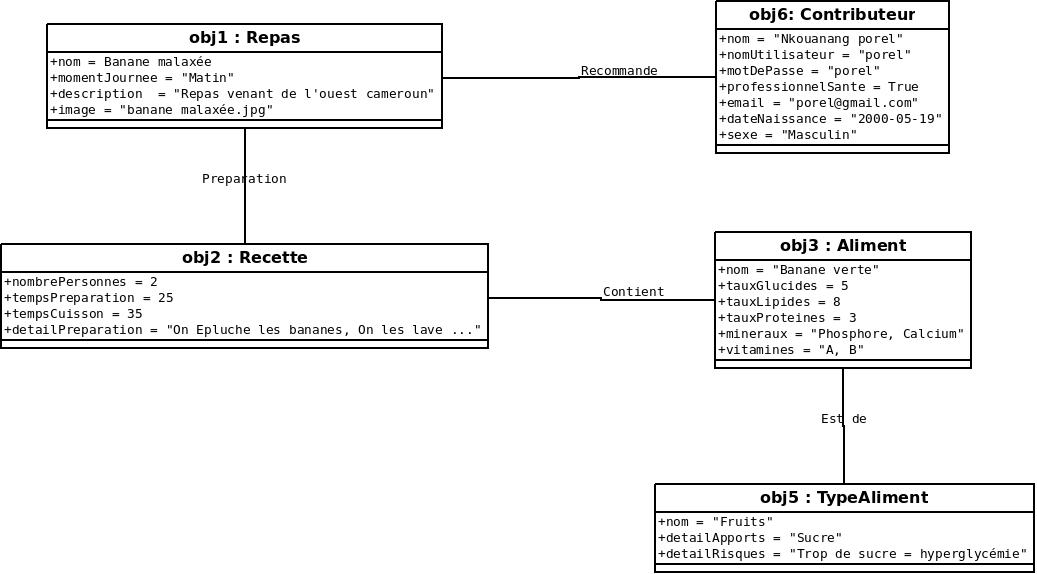 obj1 : Repas
+nom = Banane malaxée
+momentJournee = "Matin"
+description  = "Repas venant de l'ouest cameroun"
+image = "banane malaxée.jpg"
Recommande
obj6: Contributeur
+nom = "Nkouanang porel"
+nomUtilisateur = "porel"
+motDePasse = "porel"
+professionnelSante = True
+email = "porel@gmail.com"
+dateNaissance = "2000-05-19"
+sexe = "Masculin"
Preparation
obj2 : Recette
+nombrePersonnes = 2
+tempsPreparation = 25
+tempsCuisson = 35
+detailPreparation = "On Epluche les bananes, On les lave ..."
Contient
obj3 : Aliment
+nom = "Banane verte"
+tauxGlucides = 5
+tauxLipides = 8
+tauxProteines = 3
+mineraux = "Phosphore, Calcium"
+vitamines = "A, B"
Est de
obj5 : TypeAliment
+nom = "Fruits"
+detailApports = "Sucre"
+detailRisques = "Trop de sucre = hyperglycémie"